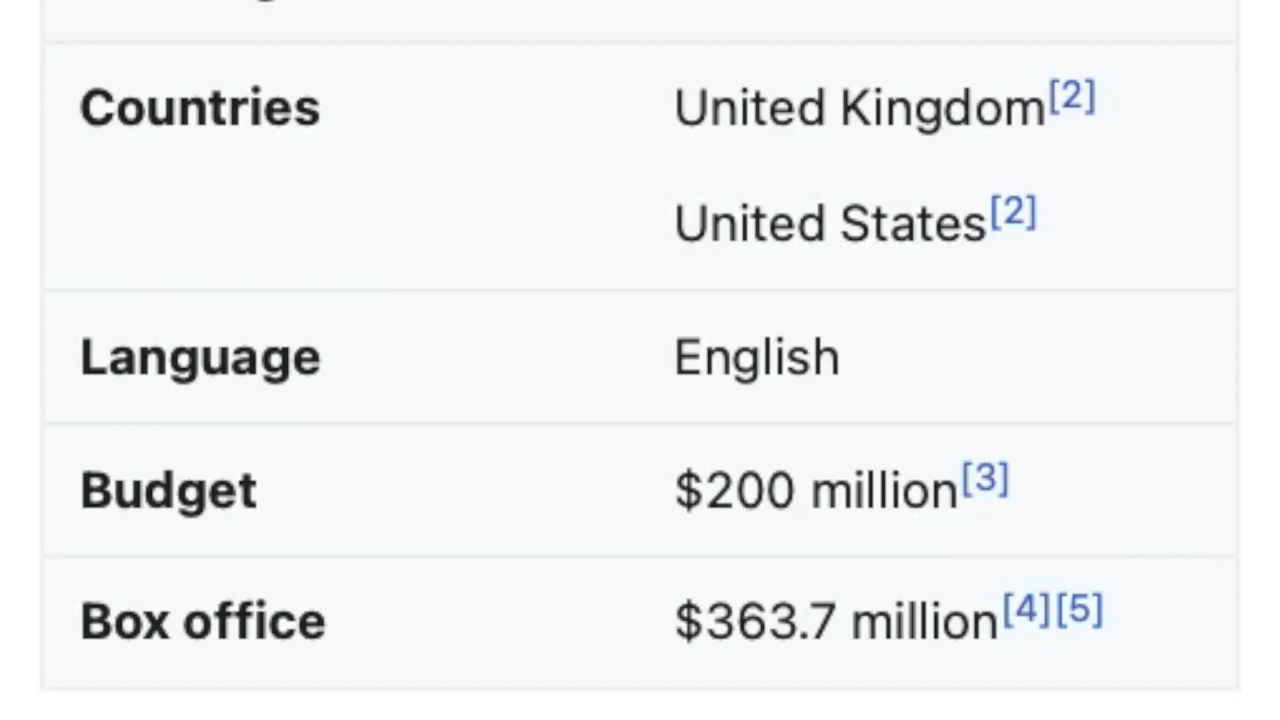 Countries United Kingdom[2]
United States[2]
Language English
Budget $200 million[3]
Box office $363.7 million[4][5]